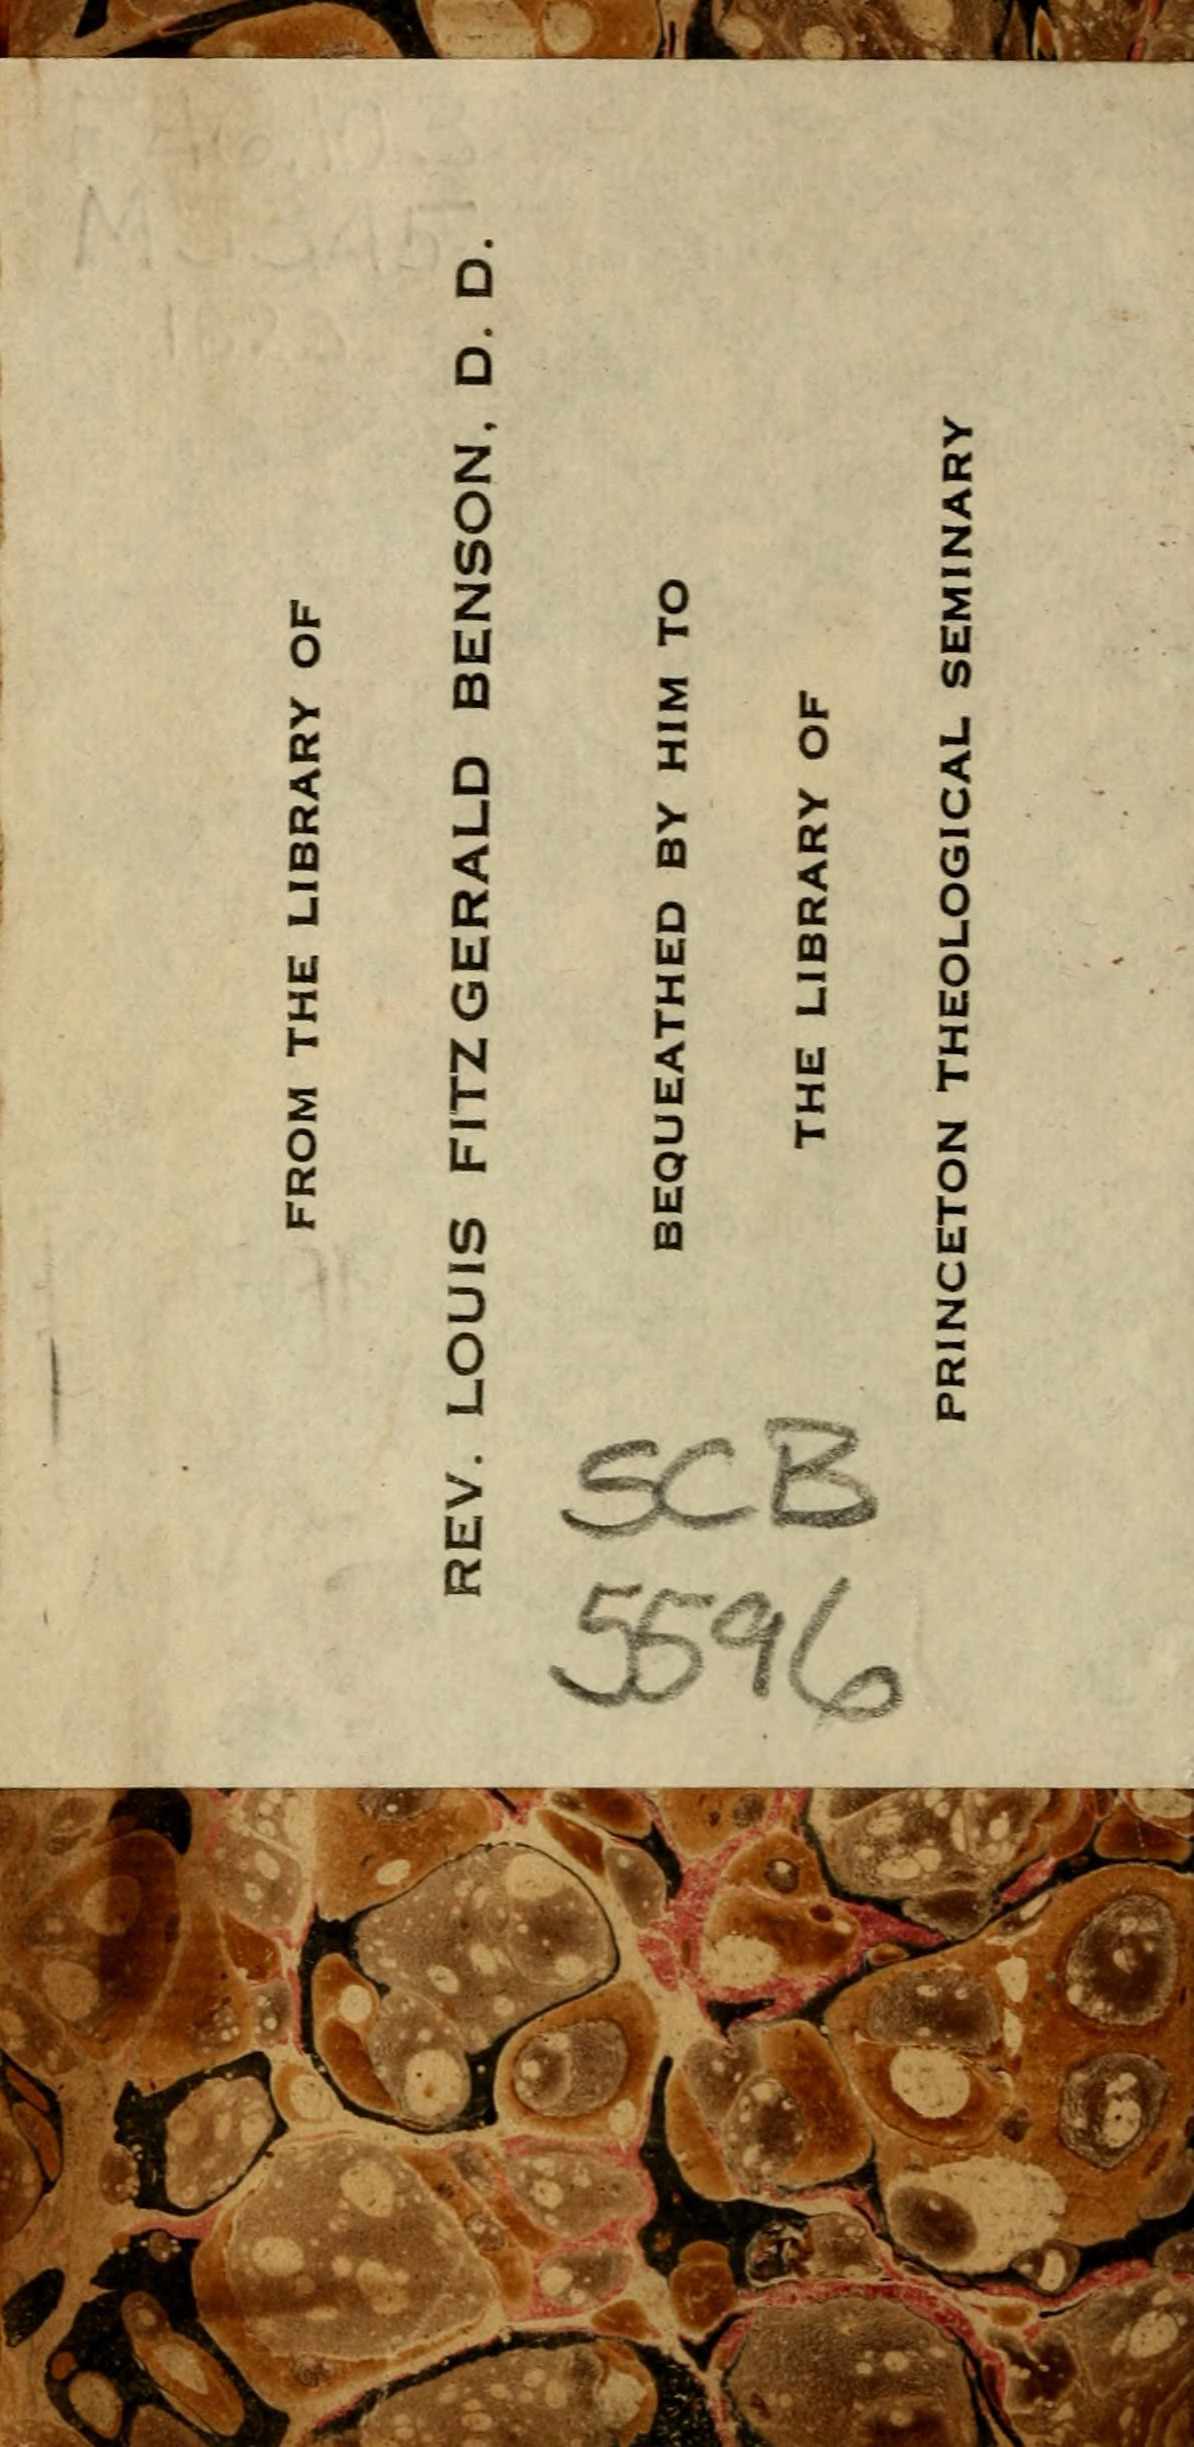 FROM THE LIBRARY OF
REV. LOUIS FITZGERALD BENSON, D. D.
BEQUEATHED BY HIM TO
THE LIBRARY OF
PRINCETON THEOLOGICAL SEMINARY
SCB
5596